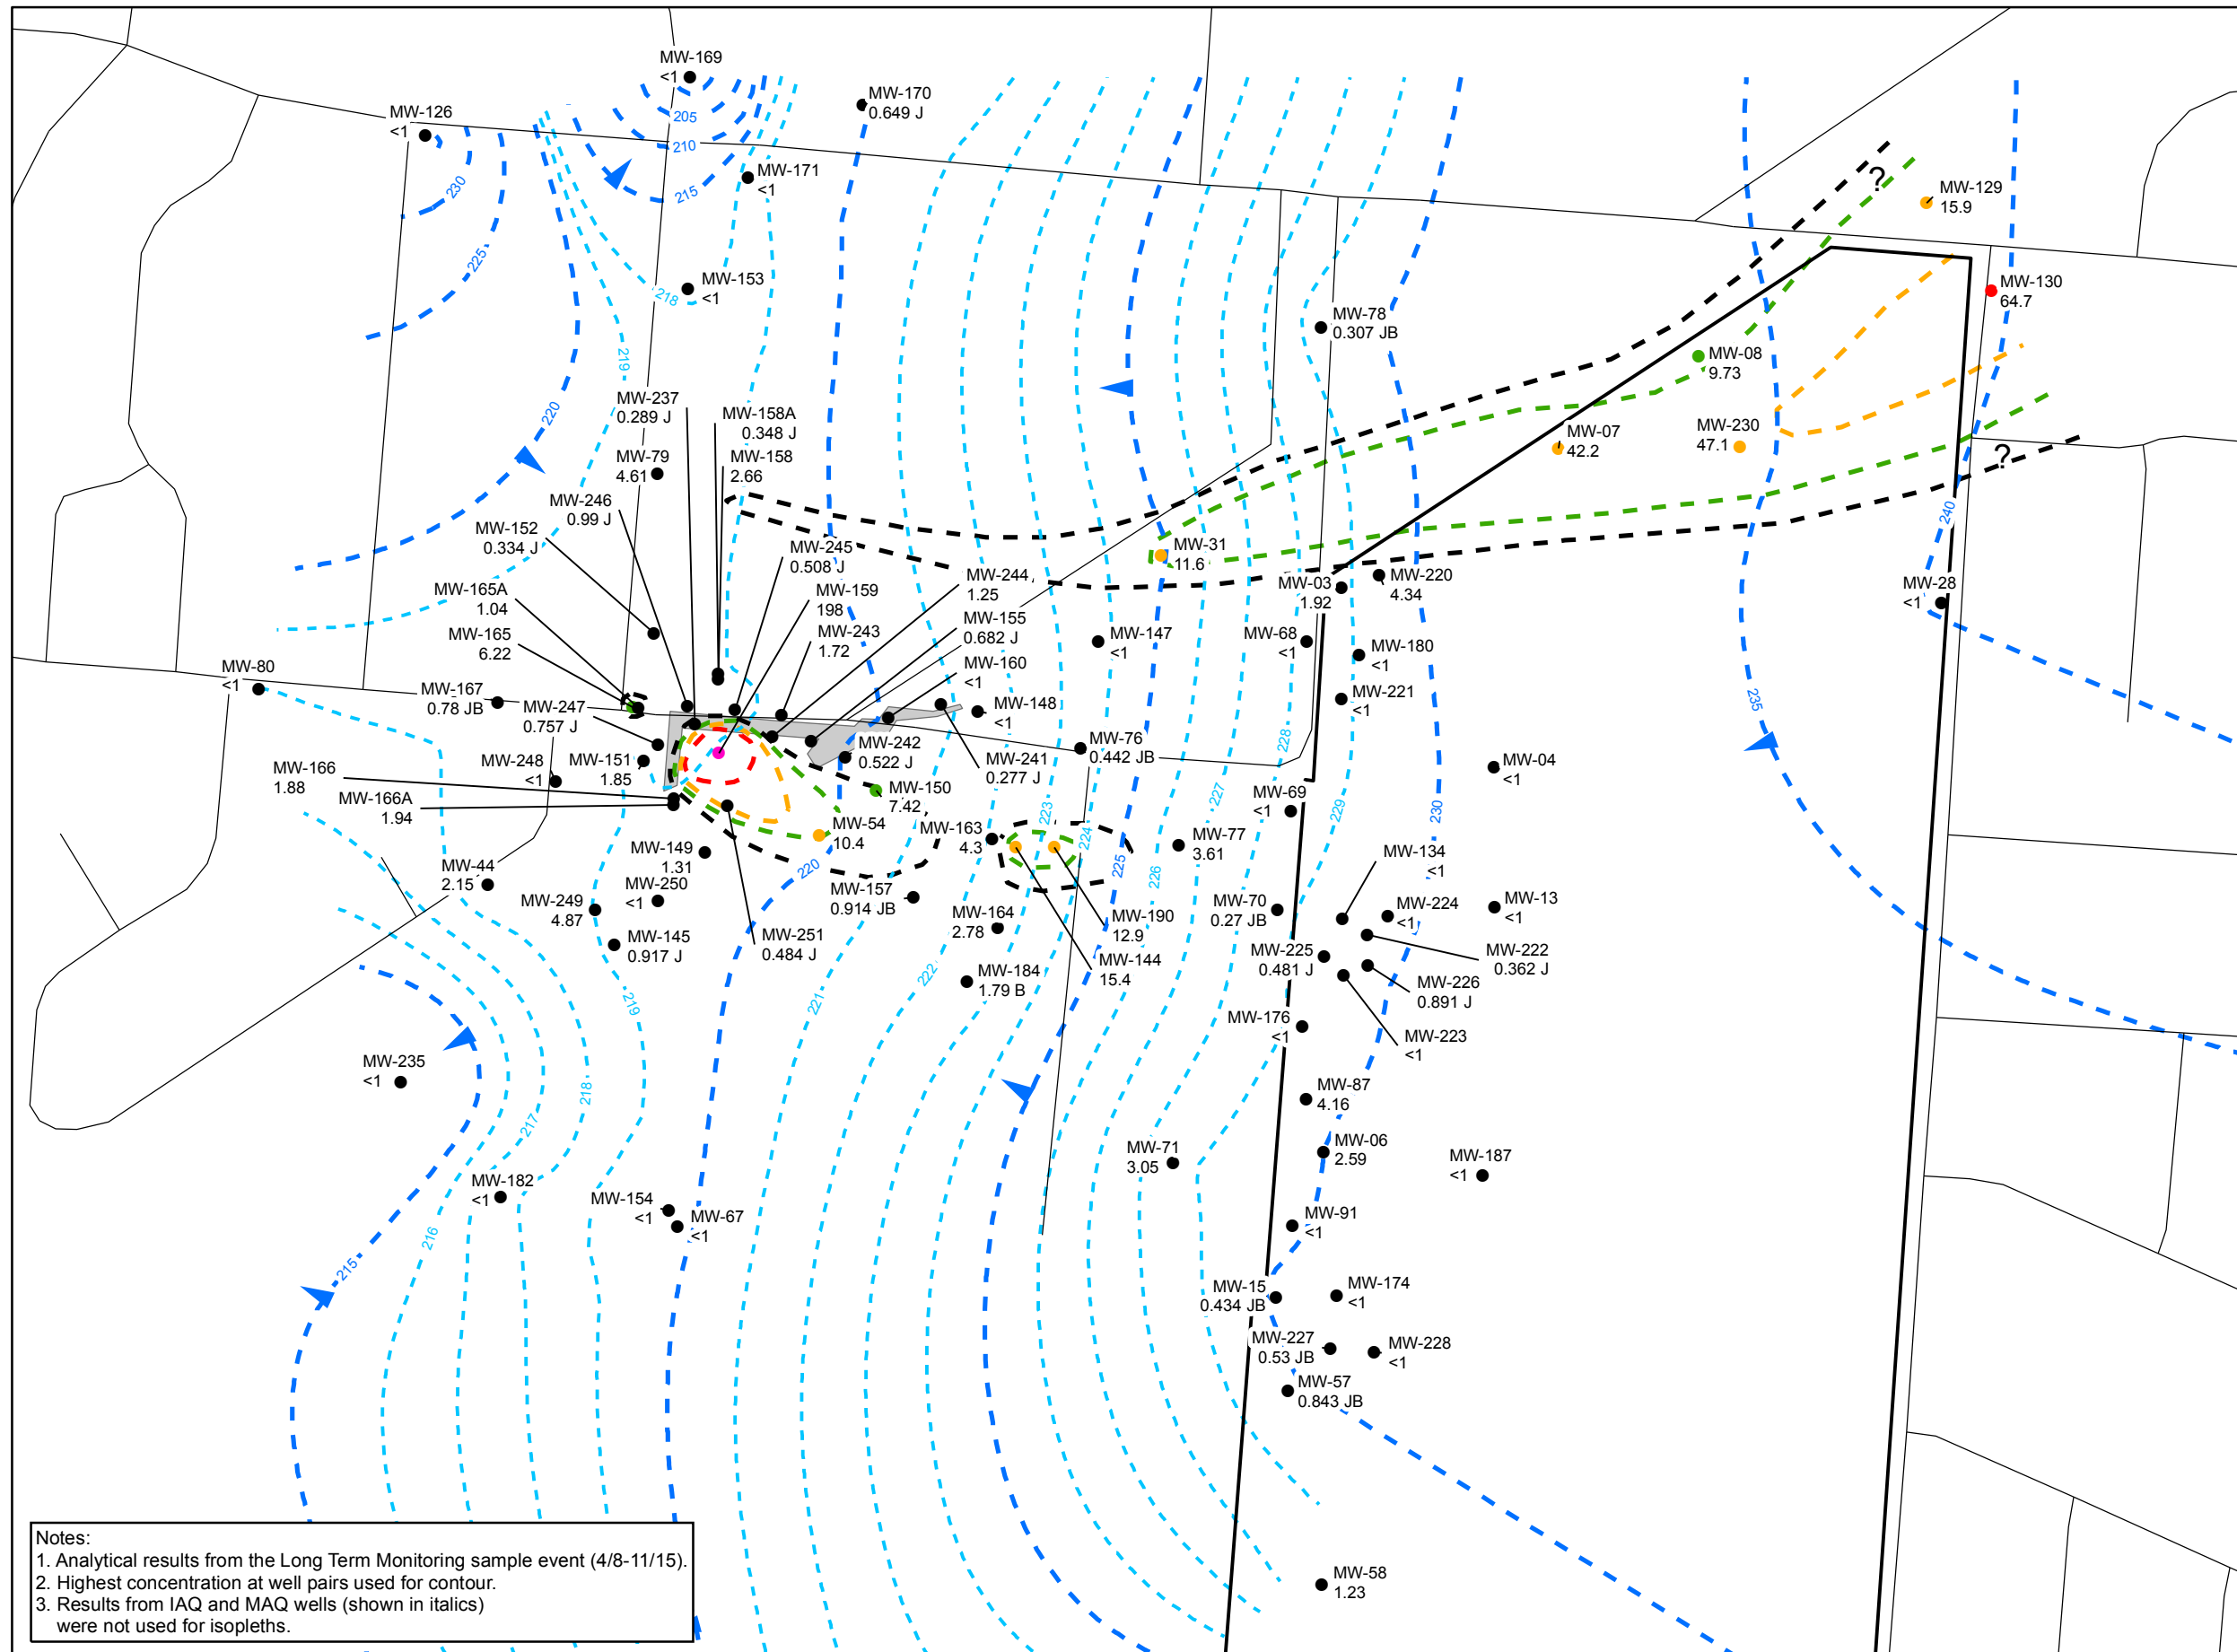 MW-169
<1
MW-126
<1
MW-170
0.649 J
205
210
215
MW-171
<1
230
225
MW-129
15.9
?
MW-153
<1
218
MW-130
64.7
MW-78
0.307 JB
219
MW-08
9.73
MW-237
0.289 J
MW-158A
0.348 J
220
MW-07
42.2
MW-230
47.1
MW-79
4.61
MW-158
2.66
?
MW-246
0.99 J
MW-152
0.334 J
240
MW-245
0.508 J
MW-31
11.6
MW-244
1.25
MW-03
1.92
MW-220
4.34
MW-28
<1
MW-165A
1.04
MW-159
198
MW-155
0.682 J
MW-165
6.22
MW-243
1.72
MW-147
<1
MW-68
<1
MW-180
<1
MW-160
<1
MW-80
<1
MW-167
0.78 JB
MW-221
<1
235
MW-247
0.757 J
MW-148
<1
228
MW-76
0.442 JB
MW-242
0.522 J
MW-241
0.277 J
MW-248
<1
MW-151
1.85
MW-166
1.88
MW-04
<1
MW-166A
1.94
MW-150
7.42
MW-69
<1
227
229
230
223
MW-54
10.4
MW-163
4.3
224
MW-77
3.61
MW-149
1.31
220
225
226
MW-134
<1
MW-44
2.15
MW-250
<1
MW-157
0.914 JB
MW-249
4.87
MW-70
0.27 JB
MW-224
<1
MW-13
<1
MW-164
2.78
MW-190
12.9
MW-145
0.917 J
MW-251
0.484 J
MW-225
0.481 J
MW-222
0.362 J
MW-144
15.4
222
MW-184
1.79 B
MW-226
0.891 J
219
221
MW-176
<1
MW-223
<1
MW-235
<1
218
MW-87
4.16
217
MW-71
3.05
MW-06
2.59
MW-187
<1
MW-182
<1
MW-154
<1
MW-67
<1
MW-91
<1
216
215
MW-15
0.434 JB
MW-174
<1
MW-227
0.53 JB
MW-228
<1
MW-57
0.843 JB
MW-58
1.23
Notes:
1. Analytical results from the Long Term Monitoring sample event (4/8-11/15).
2. Highest concentration at well pairs used for contour.
3. Results from IAQ and MAQ wells (shown in italics)
were not used for isopleths.